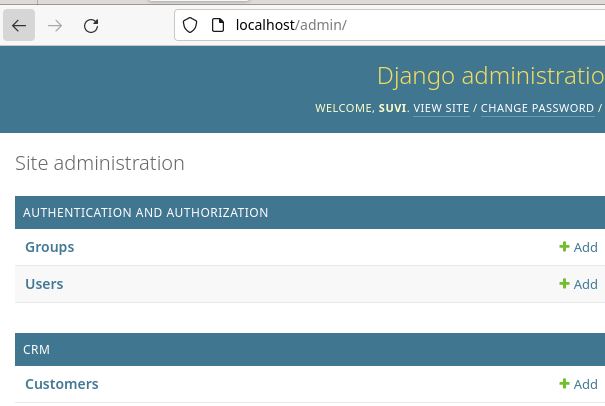 localhost/admin/
Django administratio
WELCOME, SUVI. VIEW SITE / CHANGE PASSWORD /
Site administration
AUTHENTICATION AND AUTHORIZATION
Groups Add
Users Add
CRM
Customers Add